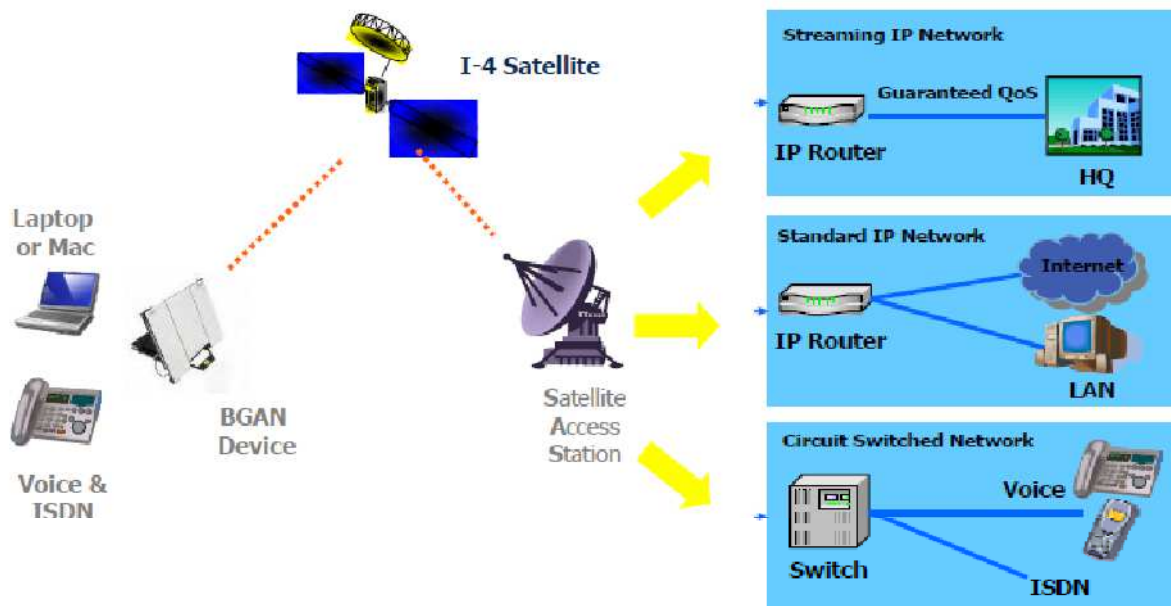 I-4 Satellite
Laptop
or Mac
Voice &
ISDN
BGAN
Device
Satellite
Access
Station
Streaming IP Network
Guaranteed QoS
IP Router
HQ
Standard IP Network
Internet
IP Router
LAN
Circuit Switched Network
Voice
Switch
ISDN